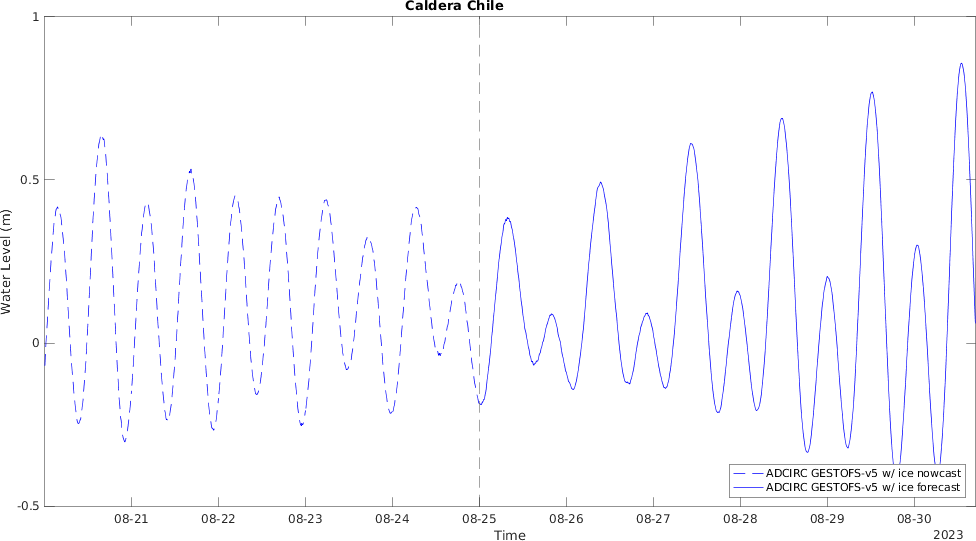 Caldera Chile
1
0.5
0
-0.5
Water Level (m)
08-21 08-22 08-23 08-24 08-25 08-26 08-27 08-28 08-29 08-30
Time
2023
ADCIRC GESTOFS-v5 w/ ice nowcast
ADCIRC GESTOFS-v5 w/ ice forecast